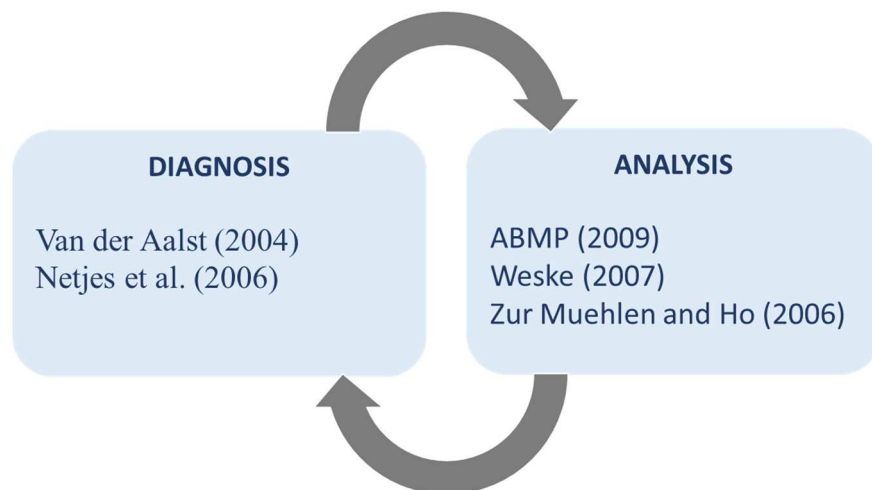 DIAGNOSIS
Van der Aalst (2004)
Netjes et al. (2006)
ANALYSIS
ABMP (2009)
Weske (2007)
Zur Muehlen and Ho (2006)